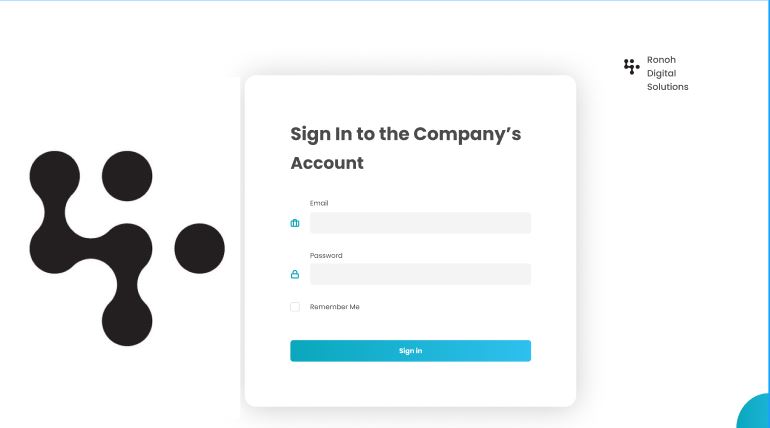 Ronoh
Digital
Solutions
Sign In to the Company’s
Account
Email
Password
Remember Me
Sign in